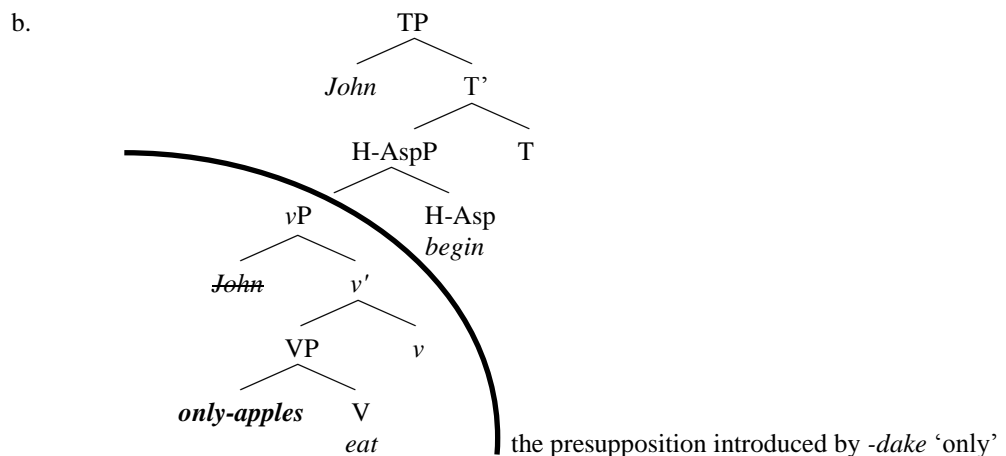 b.
TP
John T’
H-AspP T
vP H-Asp
begin
John v'
VP v
only-apples V
eat
the presupposition introduced by -dake ‘only’